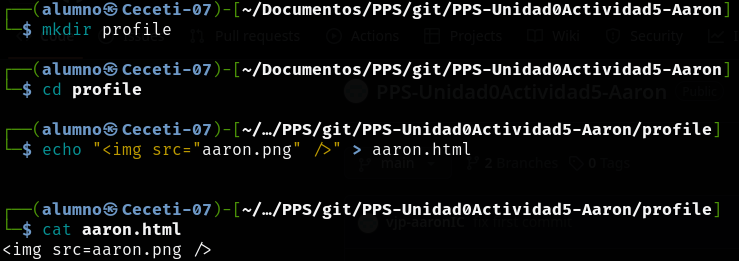 ┌──(alumno㉿Ceceti-07)-[~/Documentos/PPS/git/PPS-Unidad0Actividad5-Aaron]
└─$ mkdir profile
Pull requests Actions Projects Wiki Security
┌──(alumno㉿Ceceti-07)-[~/Documentos/PPS/git/PPS-Unidad0Actividad5-Aaron]
└─$ cd profile
PPS-Unidad0Actividad5-Aaron Public
┌──(alumno㉿Ceceti-07)-[~/…/PPS/git/PPS-Unidad0Actividad5-Aaron/profile]
└─$ echo "<img src="aaron.png" />" > aaron.html
main 2 Branches 0 Tags
┌──(alumno㉿Ceceti-07)-[~/…/PPS/git/PPS-Unidad0Actividad5-Aaron/profile]
└─$ cat aaron.html
<img src=aaron.png />